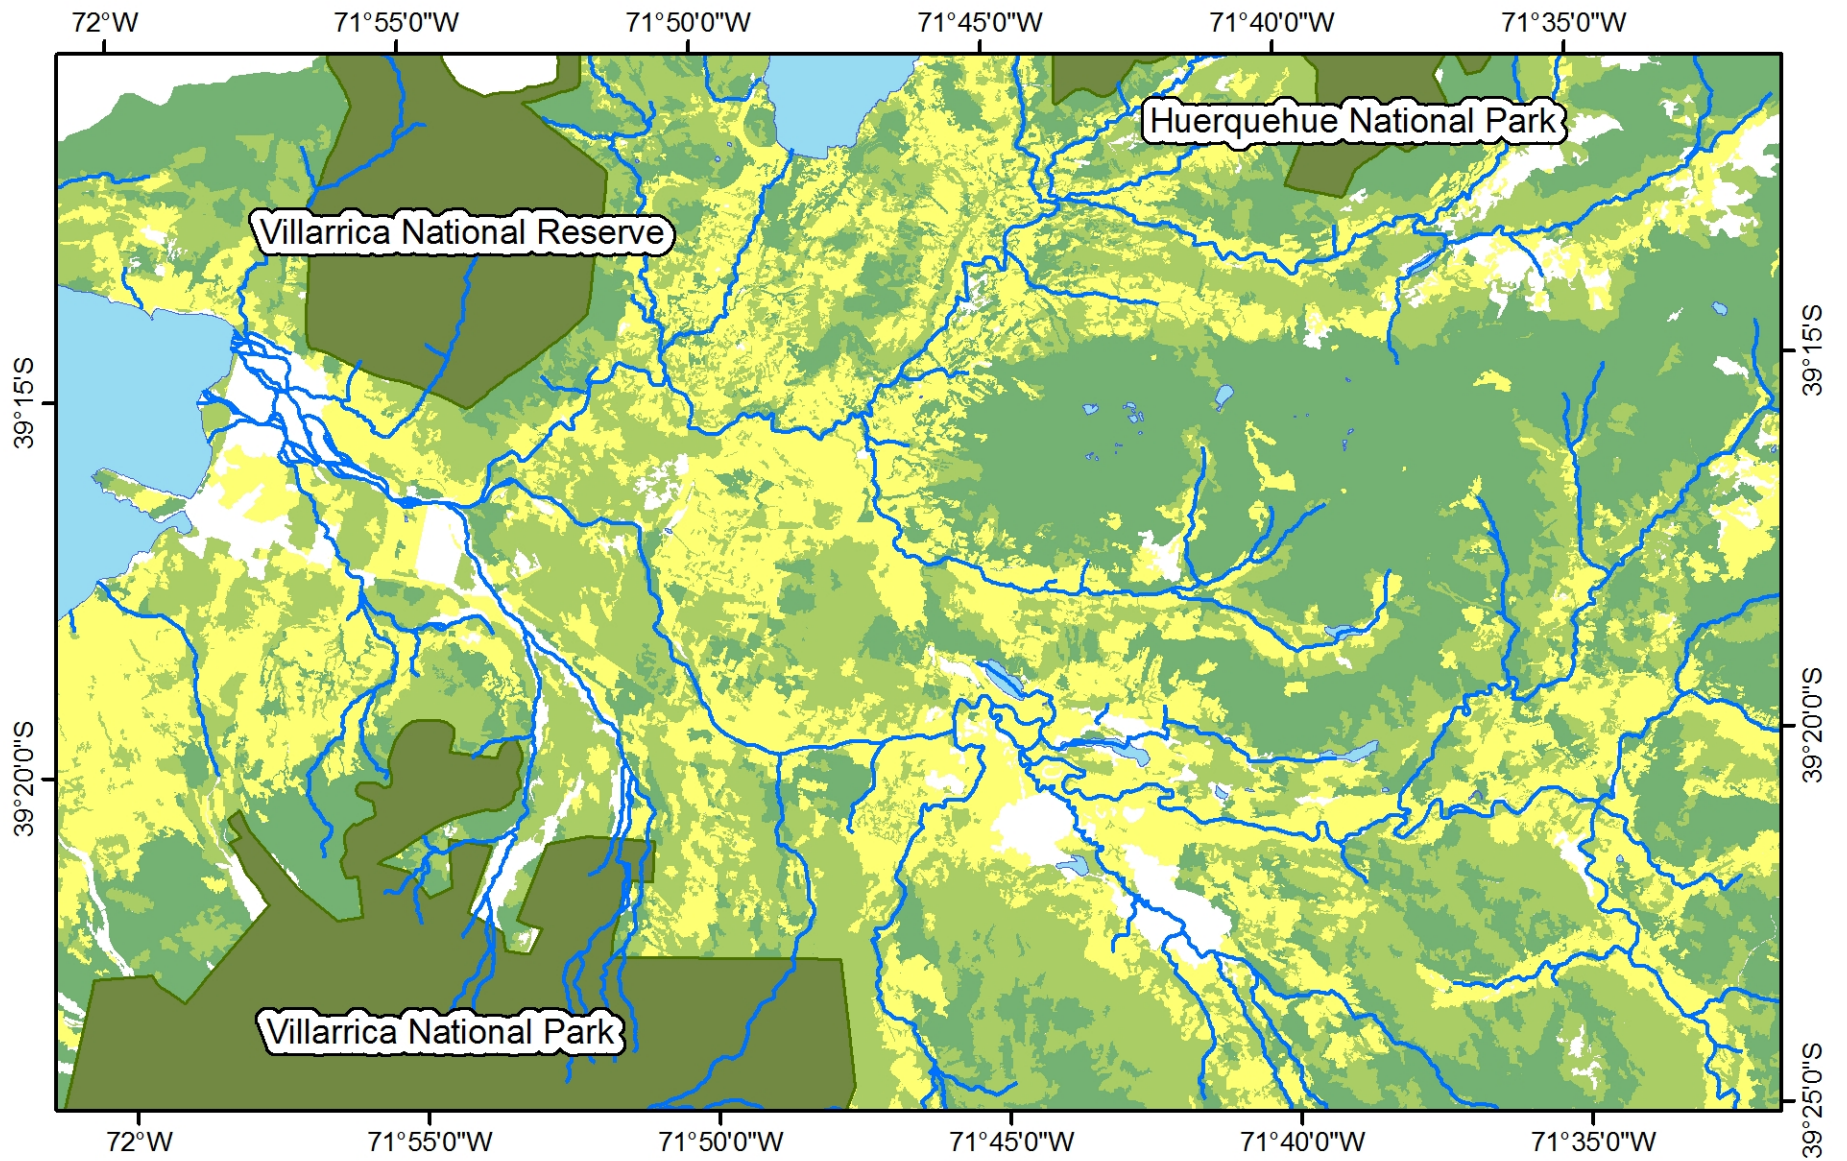 72°W 71°55'0"W 71°50'0"W 71°45'0"W 71°40'0"W 71°35'0"W
Huerquehue National Park
Villarrica National Reserve
39°15'S
39°15'S
39°20'0"S
39°20'0"S
Villarrica National Park
39°25'0"S
72°W 71°55'0"W 71°50'0"W 71°45'0"W 71°40'0"W 71°35'0"W